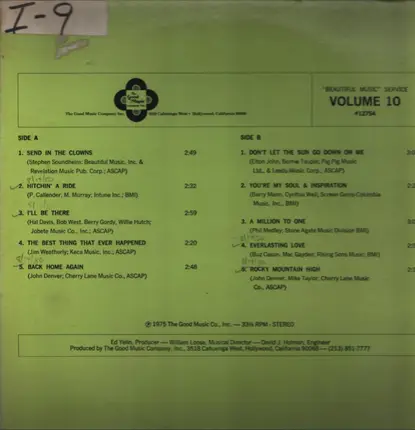 I-9
The Good Music Company Inc.
The Good Music Company Inc.
Cahuenga West • Hollywood, California 90068
"BEAUTIFUL MUSIC" SERVICE
VOLUME 10
SIDE A
1. SEND IN THE CLOWNS 2:49
(Stephen Soundheim: Beautiful Music, Inc. &
Revelation Music Pub. Corp.; ASCAP)
2. HITCHIN' A RIDE 2:32
(P. Callander, M. Murray; Intune Inc.; BMI)
3. I'LL BE THERE 2:59
(Hal Davis, Bob West, Berry Gordy, Willie Hutch;
Jobete Music Co., Inc.; ASCAP)
4. THE BEST THING THAT EVER HAPPENED 2:20
(Jim Weatherly; Keca Music, Inc.; ASCAP)
5. BACK HOME AGAIN 2:48
(John Denver; Cherry Lane Music Co., ASCAP)
SIDE B
1. DON'T LET THE SUN GO DOWN ON ME
(Elton John, Bernie Taupin; Pig Pig Music
Ltd., & Leeds Music Corp.; ASCAP)
2. YOU'RE MY SOUL & INSPIRATION
(Barry Mann, Cynthia Weil; Screen Gems-Columbia
Music, Inc., BMI)
3. A MILLION TO ONE
(Phil Medley; Stone Agate Music Division BMI)
4. EVERLASTING LOVE
(Buz Cason, Mac Gayden; Rising Sons Music; BMI)
ROCKY MOUNTAIN HIGH
(John Denver, Mike Taylor; Cherry Lane Music
Co., ASCAP)
℗ 1975 The Good Music Co., Inc. — 33⅓ RPM - STEREO
Ed Yelin, Producer — William Loose, Musical Director — David J. Holman, Engineer
Produced by The Good Music Company, Inc., 3518 Cahuenga West, Hollywood, California 90068 — (213) 851-7777